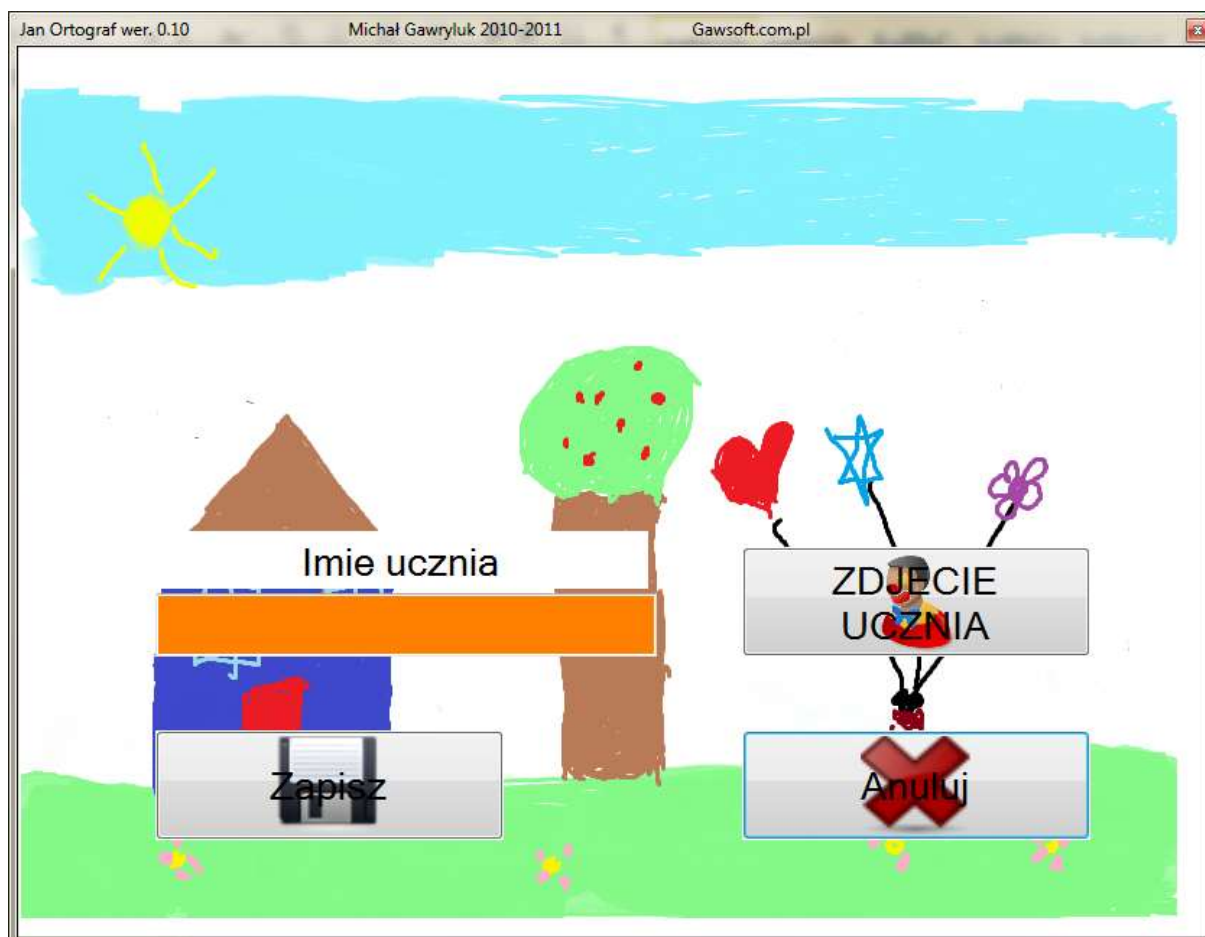 Jan Ortograf wer. 0.10 Michał Gawryluk 2010-2011 Gawsoft.com.pl
Imie ucznia
ZDJECIE
UCZNIA
Zapisz
Anuluj